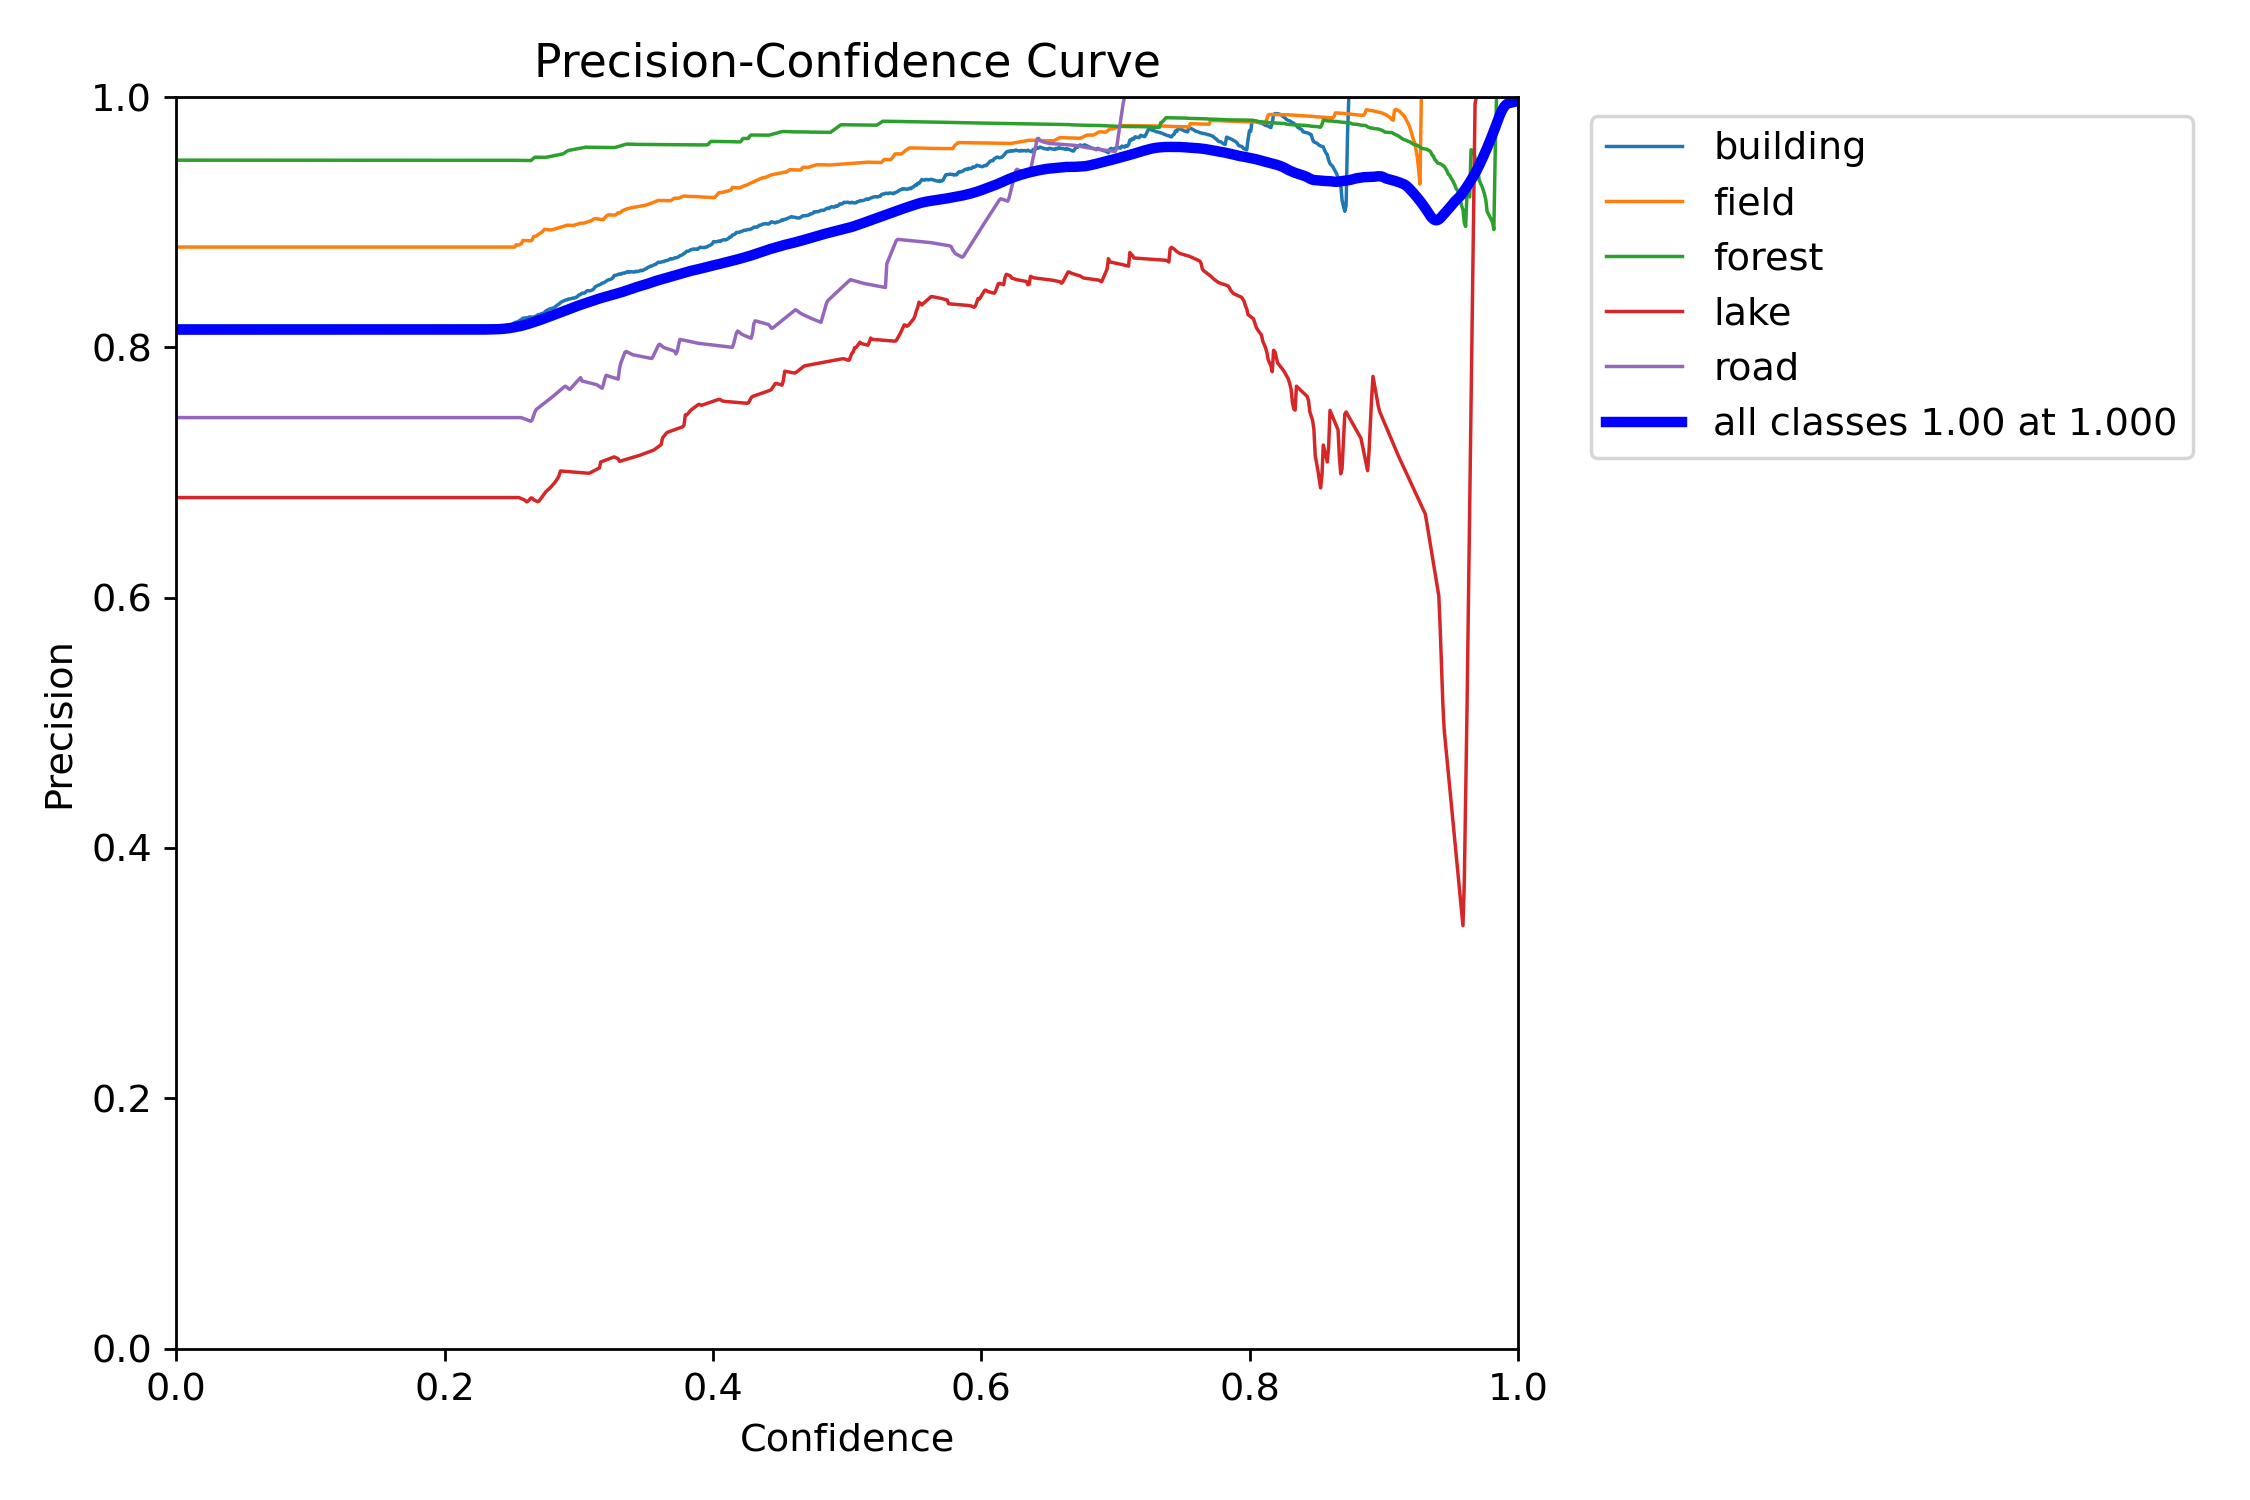 Precision-Confidence Curve
1.0
0.8
0.6
0.4
0.2
0.0
Precision
0.0 0.2 0.4 0.6 0.8 1.0
Confidence
building
field
forest
lake
road
all classes 1.00 at 1.000